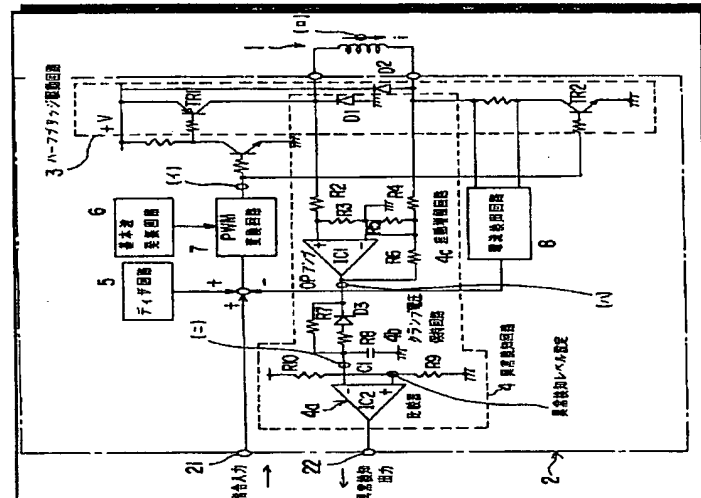 3 ハーフブリッジ駆動回路
+V
TR1
D1
D2
TR2
(ロ)
i
(イ)
6
基本波
発振回路
7
PWM
変換回路
5
ディザ回路
+
+
-
R2
R3
R4
R5
R6
+
-
OPアンプ
IC1
4c 差動増幅回路
8
電流検出回路
(ハ)
(ニ)
R7
D3
R8
C1
4b
クランプ電圧
保持回路
R10
R9
4a
-
+
IC2
比較器
4 異常検知回路
異常検知レベル設定
21
指令入力
22
異常検知
出力
2